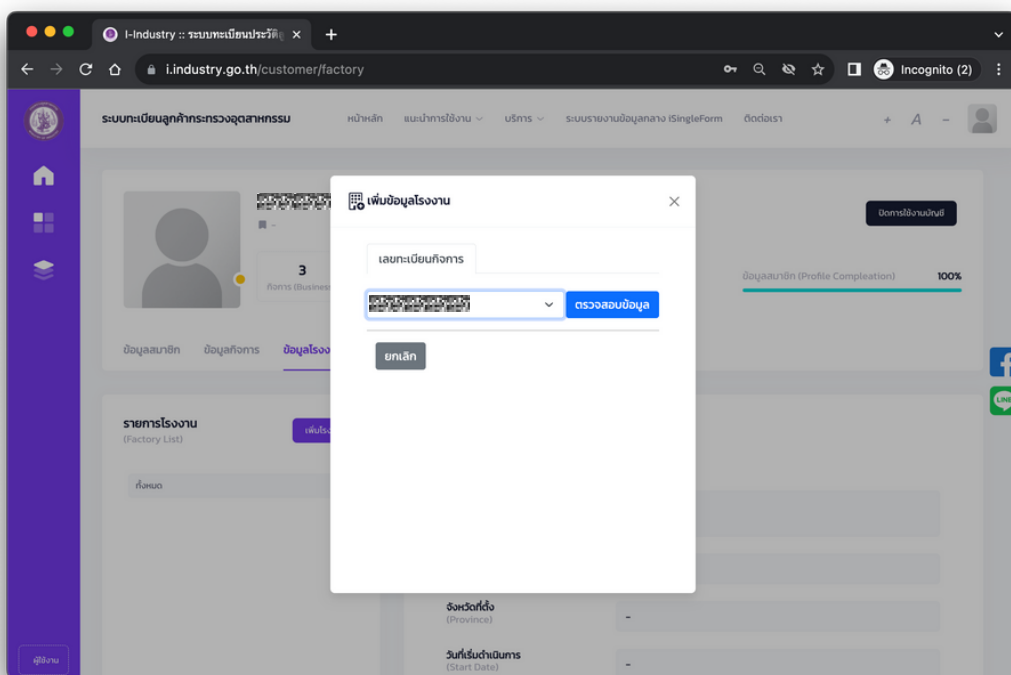 I-Industry :: ระบบทะเบียนประวัติ
i.industry.go.th/customer/factory
Incognito (2)
ระบบทะเบียนลูกค้ากระทรวงอุตสาหกรรม
หน้าหลัก แนะนำการใช้งาน บริการ ระบบรายงานข้อมูลกลาง iSingleForm ติดต่อเรา
+ A -
เพิ่มข้อมูลโรงงาน
ปิดการใช้งานบัญชี
-
เลขทะเบียนกิจการ
3
กิจการ (Business
ข้อมูลสมาชิก (Profile Compleation) 100%
ตรวจสอบข้อมูล
ข้อมูลสมาชิก ข้อมูลกิจการ ข้อมูลโรงง
ยกเลิก
LINE
รายการโรงงาน
(Factory List)
เพิ่มโรง
ทั้งหมด
จังหวัดที่ตั้ง
(Province)
-
วันที่เริ่มดำเนินการ
(Start Date)
-
ผู้ใช้งาน